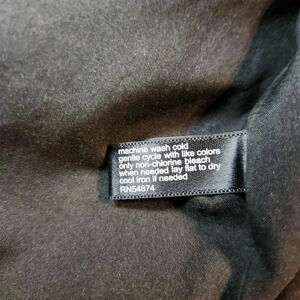 machine wash cold
gentle cycle with like colors
only non-chlorine bleach
when needed lay flat to dry
cool iron if needed
RN54874